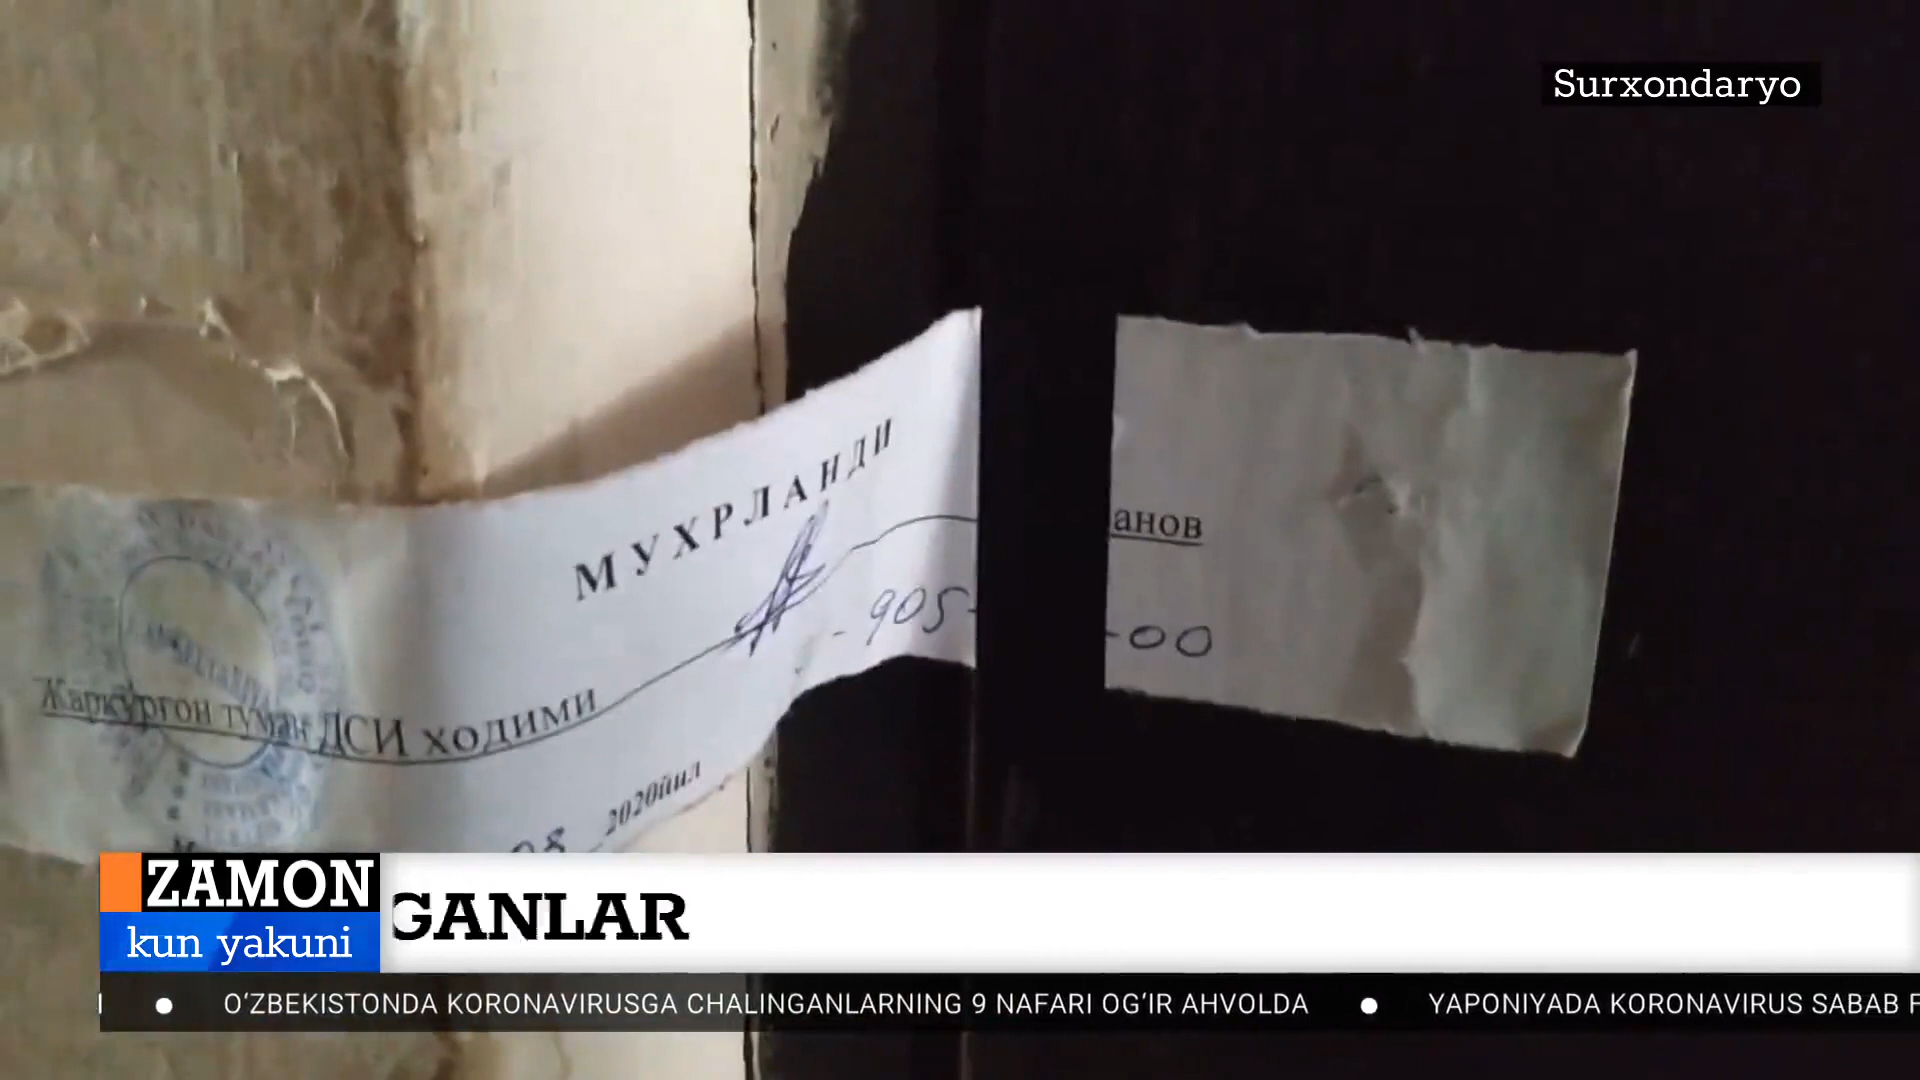 Surxondaryo
МУХРЛАНДИ
анов
- 905-
-00
Жарқўрғон туман ДСИ ходими
08 2020йил
ZAMON
GANLAR
kun yakuni
O‘ZBEKISTONDA KORONAVIRUSGA CHALINGANLARNING 9 NAFARI OG‘IR AHVOLDA
YAPONIYADA KORONAVIRUS SABAB